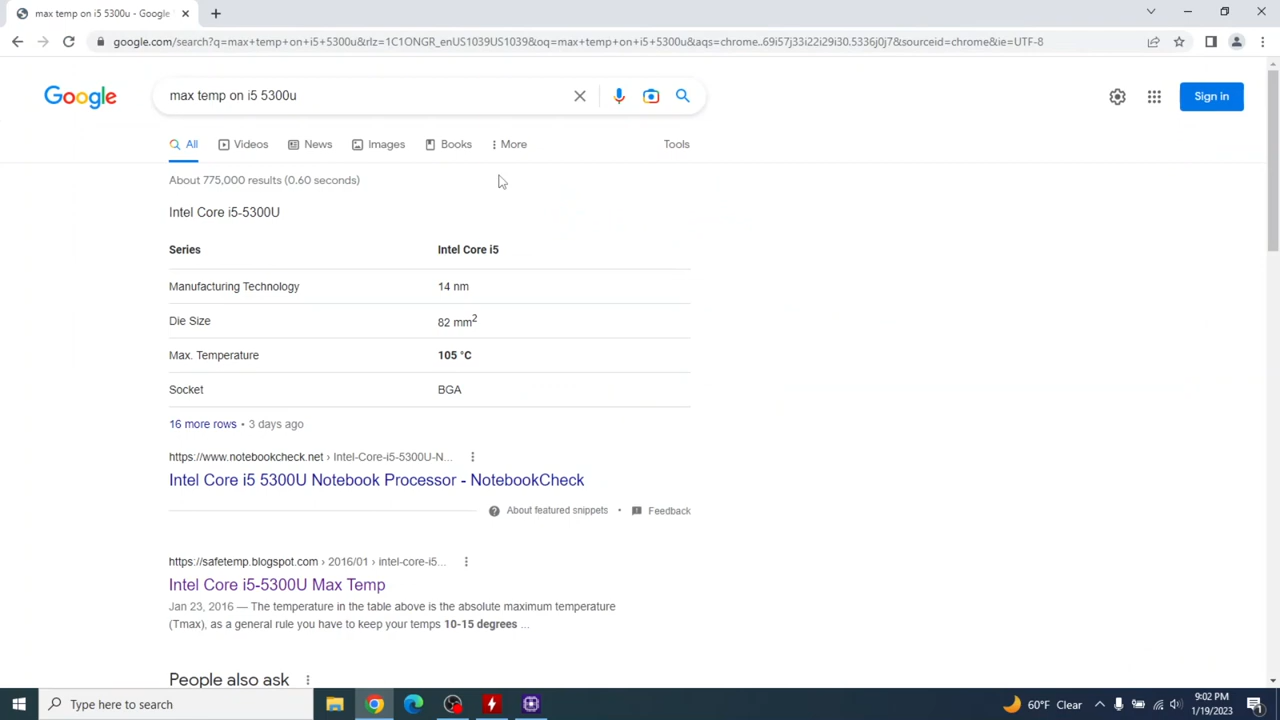 max temp on i5 5300u - Google
google.com/search?q=max+temp+on+i5+5300u&rlz=1C1ONGR_enUS1039US1039&oq=max+temp+on+i5+5300u&aqs=chrome..69i57j33i22i29i30.5336j0j7&sourceid=chrome&ie=UTF-8
Google
max temp on i5 5300u
Sign in
All Videos News Images Books More Tools
About 775,000 results (0.60 seconds)
Intel Core i5-5300U
Series Intel Core i5
Manufacturing Technology 14 nm
Die Size 82 mm2
Max. Temperature 105 °C
Socket BGA
16 more rows • 3 days ago
https://www.notebookcheck.net › Intel-Core-i5-5300U-N...
Intel Core i5 5300U Notebook Processor - NotebookCheck
About featured snippets • Feedback
https://safetemp.blogspot.com › 2016/01 › intel-core-i5...
Intel Core i5-5300U Max Temp
Jan 23, 2016 — The temperature in the table above is the absolute maximum temperature
(Tmax), as a general rule you have to keep your temps 10-15 degrees ...
People also ask
Type here to search
60°F Clear
9:02 PM
1/19/2023